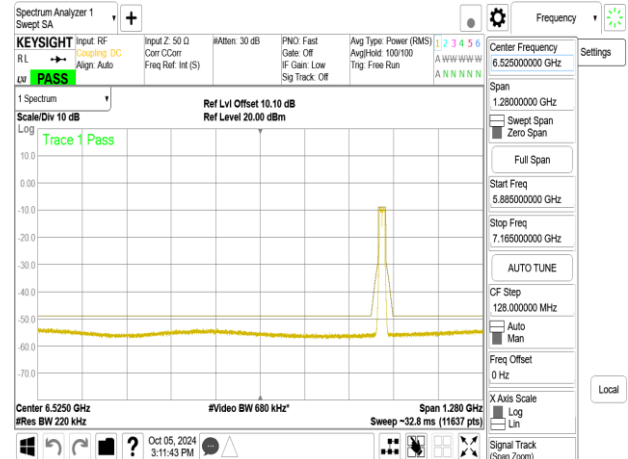 Spectrum Analyzer 1
Swept SA
+
Frequency
KEYSIGHT
RL
LXI
PASS
Input: RF
Coupling: DC
Align: Auto
Input Z: 50 Ω
Corr CCorr
Freq Ref: Int (S)
#Atten: 30 dB
PNO: Fast
Gate: Off
IF Gain: Low
Sig Track: Off
Avg Type: Power (RMS)
Avg|Hold: 100/100
Trig: Free Run
1 2 3 4 5 6
A W W W W W
A N N N N N
1 Spectrum
Scale/Div 10 dB
Ref Lvl Offset 10.10 dB
Ref Level 20.00 dBm
Log
Trace 1 Pass
10.0
0.00
-10.0
-20.0
-30.0
-40.0
-50.0
-60.0
-70.0
Center 6.5250 GHz
#Res BW 220 kHz
#Video BW 680 kHz*
Span 1.280 GHz
Sweep ~32.8 ms (11637 pts)
?
Oct 05, 2024
3:11:43 PM
Center Frequency
6.525000000 GHz
Settings
Span
1.28000000 GHz
Swept Span
Zero Span
Full Span
Start Freq
5.885000000 GHz
Stop Freq
7.165000000 GHz
AUTO TUNE
CF Step
128.000000 MHz
Auto
Man
Freq Offset
0 Hz
X Axis Scale
Log
Lin
Local
Signal Track
(Span Zoom)